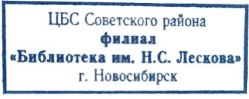 ЦБС Советского района
филиал
«Библиотека им. Н.С. Лескова»
г. Новосибирск